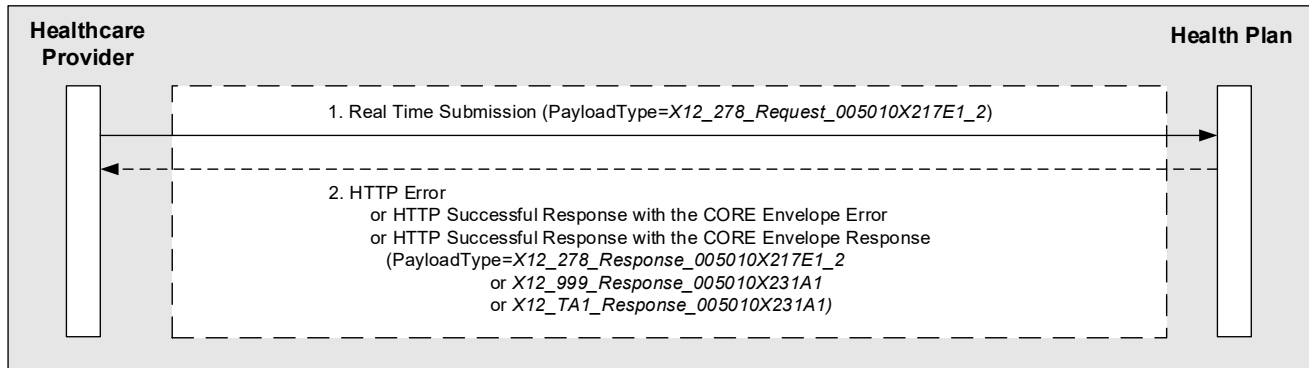 Healthcare
Provider
Health Plan
1. Real Time Submission (PayloadType=X12_278_Request_005010X217E1_2)
2. HTTP Error
or HTTP Successful Response with the CORE Envelope Error
or HTTP Successful Response with the CORE Envelope Response
(PayloadType=X12_278_Response_005010X217E1_2
or X12_999_Response_005010X231A1
or X12_TA1_Response_005010X231A1)